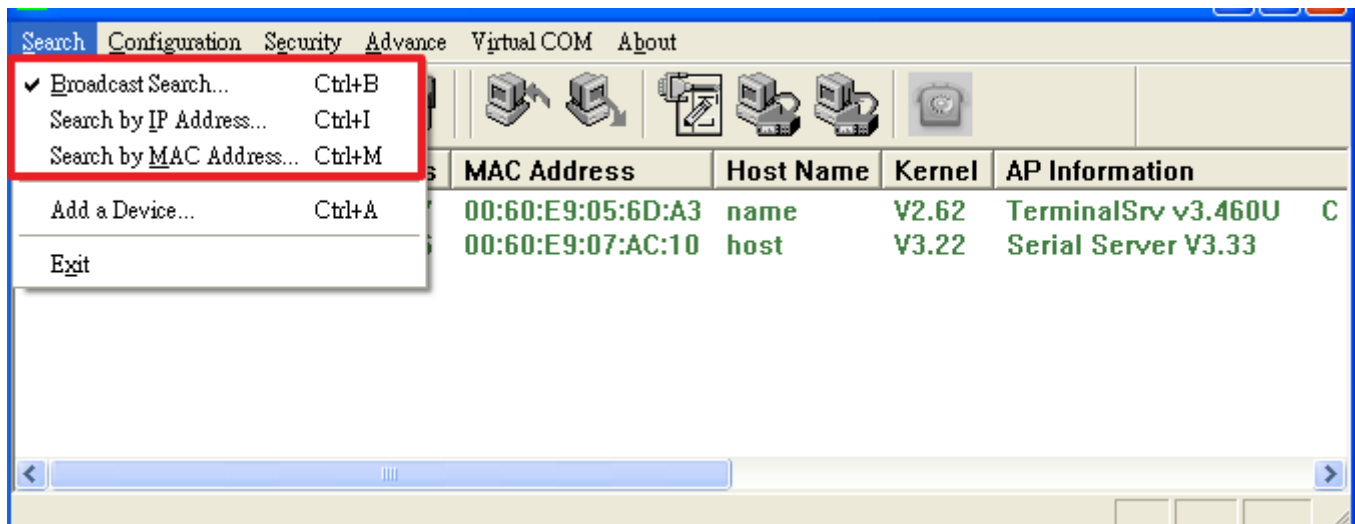 Search Configuration Security Advance Virtual COM About
✔ Broadcast Search... Ctrl+B
Search by IP Address... Ctrl+I
Search by MAC Address... Ctrl+M
Add a Device... Ctrl+A
Exit
s MAC Address Host Name Kernel AP Information
00:60:E9:05:6D:A3 name V2.62 TerminalSrv v3.460U C
00:60:E9:07:AC:10 host V3.22 Serial Server V3.33